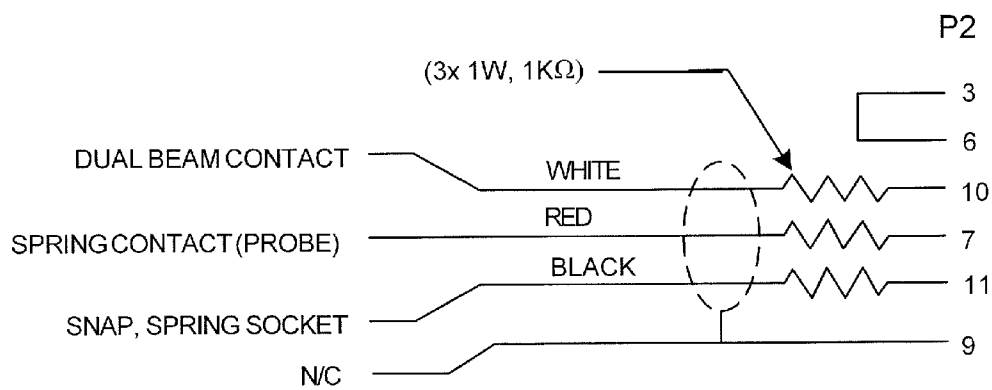 P2
(3x 1W, 1KΩ)
3
6
DUAL BEAM CONTACT
WHITE
10
RED
SPRING CONTACT (PROBE)
7
BLACK
11
SNAP, SPRING SOCKET
9
N/C